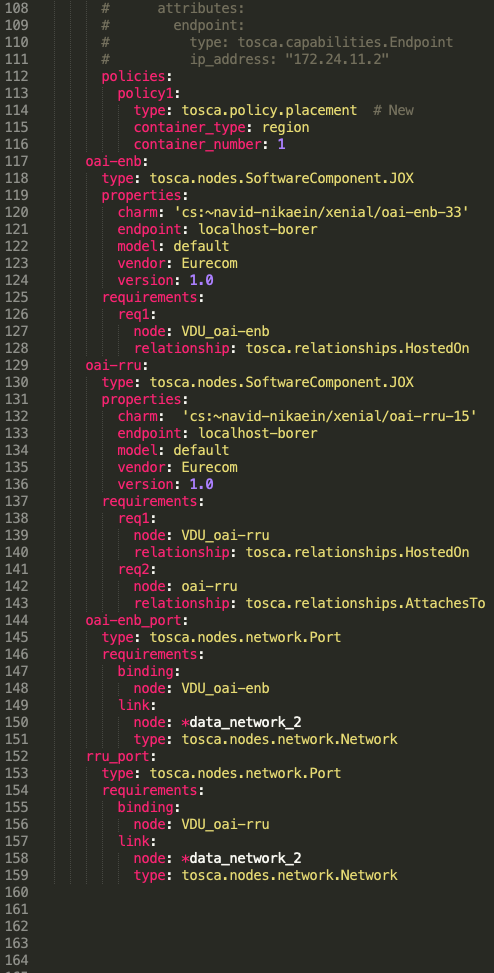 108 #      attributes:
109 #        endpoint:
110 #          type: tosca.capabilities.Endpoint
111 #          ip_address: "172.24.11.2"
112 policies:
113   policy1:
114     type: tosca.policy.placement  # New
115     container_type: region
116     container_number: 1
117 oai-enb:
118   type: tosca.nodes.SoftwareComponent.JOX
119   properties:
120     charm: 'cs:~navid-nikaein/xenial/oai-enb-33'
121     endpoint: localhost-borer
122     model: default
123     vendor: Eurecom
124     version: 1.0
125   requirements:
126     req1:
127       node: VDU_oai-enb
128       relationship: tosca.relationships.HostedOn
129 oai-rru:
130   type: tosca.nodes.SoftwareComponent.JOX
131   properties:
132     charm:  'cs:~navid-nikaein/xenial/oai-rru-15'
133     endpoint: localhost-borer
134     model: default
135     vendor: Eurecom
136     version: 1.0
137   requirements:
138     req1:
139       node: VDU_oai-rru
140       relationship: tosca.relationships.HostedOn
141     req2:
142       node: oai-rru
143       relationship: tosca.relationships.AttachesTo
144 oai-enb_port:
145   type: tosca.nodes.network.Port
146   requirements:
147     binding:
148       node: VDU_oai-enb
149     link:
150       node: *data_network_2
151       type: tosca.nodes.network.Network
152 rru_port:
153   type: tosca.nodes.network.Port
154   requirements:
155     binding:
156       node: VDU_oai-rru
157     link:
158       node: *data_network_2
159       type: tosca.nodes.network.Network
160
161
162
163
164